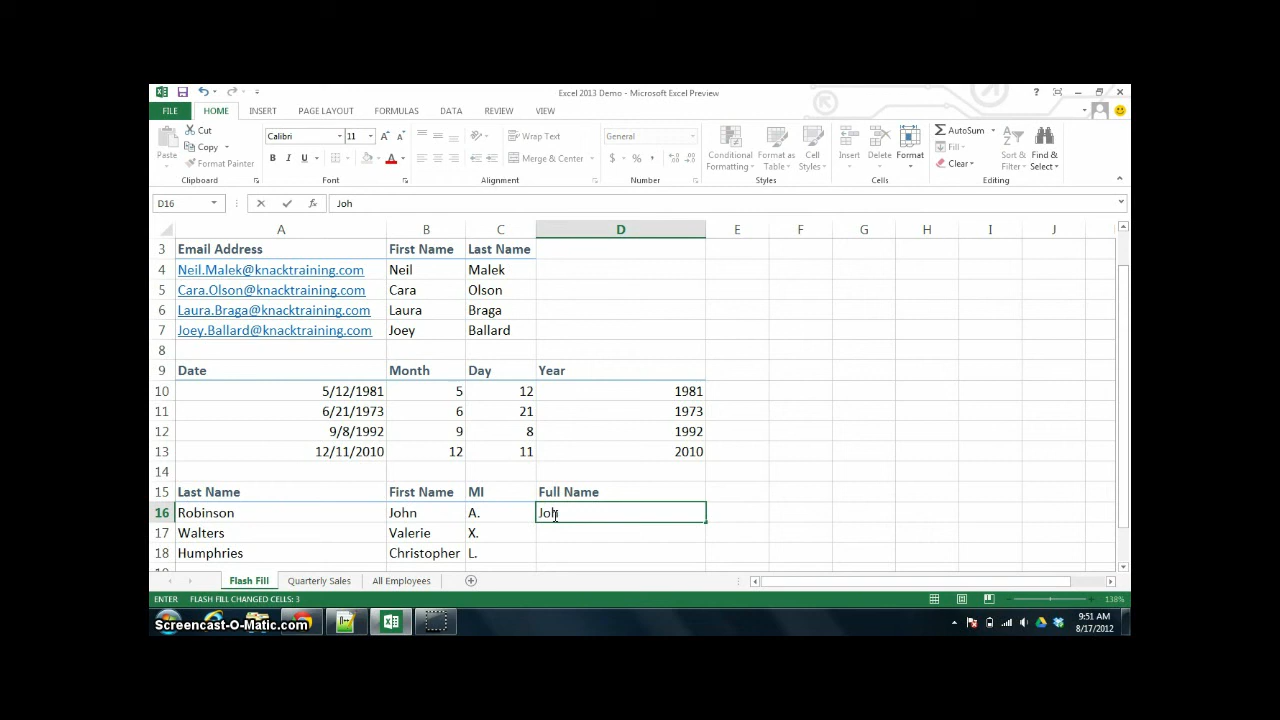 Excel 2013 Demo - Microsoft Excel Preview
FILE HOME INSERT PAGE LAYOUT FORMULAS DATA REVIEW VIEW
Cut
Copy
Format Painter
Paste
Clipboard
Calibri 11
B I U
Font
Wrap Text
Merge & Center
Alignment
General
$ % ,
Number
Conditional Formatting
Format as Table
Cell Styles
Styles
Insert Delete Format
Cells
AutoSum
Fill
Clear
Sort & Filter
Find & Select
Editing
D16 fx Joh
A B C D E F G H I J
3 Email Address First Name Last Name
4 Neil.Malek@knacktraining.com Neil Malek
5 Cara.Olson@knacktraining.com Cara Olson
6 Laura.Braga@knacktraining.com Laura Braga
7 Joey.Ballard@knacktraining.com Joey Ballard
8
9 Date Month Day Year
10 5/12/1981 5 12 1981
11 6/21/1973 6 21 1973
12 9/8/1992 9 8 1992
13 12/11/2010 12 11 2010
14
15 Last Name First Name MI Full Name
16 Robinson John A. Joh
17 Walters Valerie X.
18 Humphries Christopher L.
Flash Fill Quarterly Sales All Employees
ENTER FLASH FILL CHANGED CELLS: 3 138%
Screencast-O-Matic.com
9:51 AM
8/17/2012